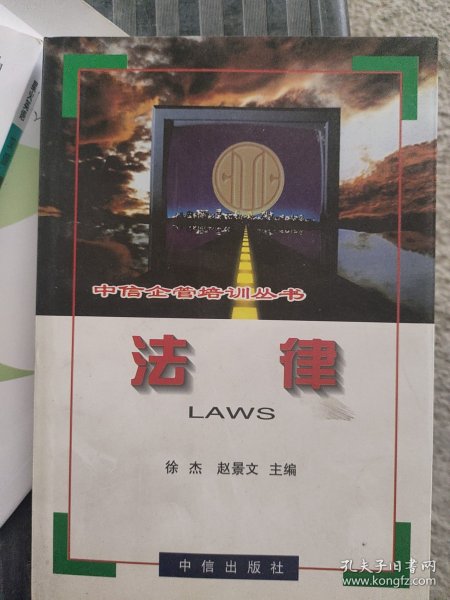 中信企管培训丛书
法 律
LAWS
徐 杰 赵景文 主编
中信出版社
孔夫子旧书网
www.kongfz.com